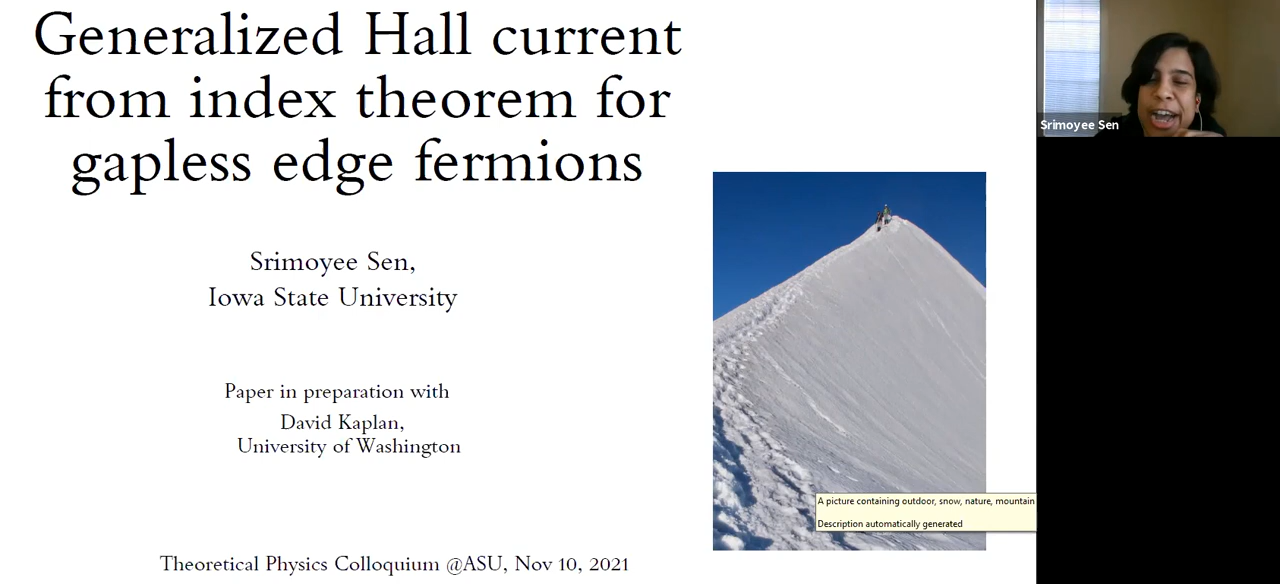 Generalized Hall current
from index theorem for
gapless edge fermions
Srimoyee Sen,
Iowa State University
Paper in preparation with
David Kaplan,
University of Washington
Theoretical Physics Colloquium @ASU, Nov 10, 2021
A picture containing outdoor, snow, nature, mountain
Description automatically generated
Srimoyee Sen